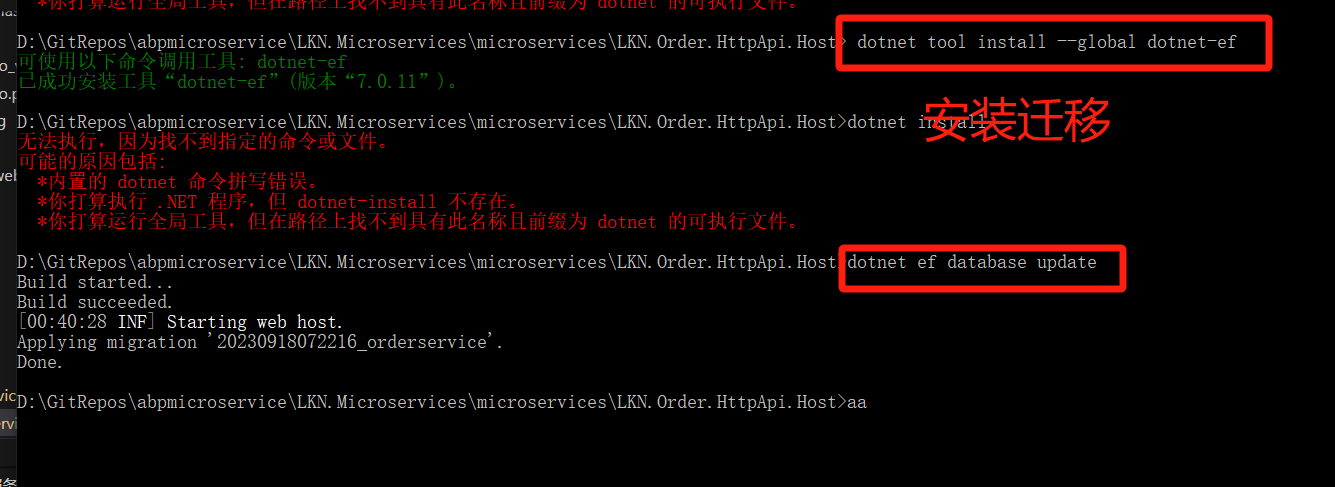 *你打算运行全局工具，但在路径上找不到具有此名称且前缀为 dotnet 的可执行文件。
D:\GitRepos\abpmicroservice\LKN.Microservices\microservices\LKN.Order.HttpApi.Host> dotnet tool install --global dotnet-ef
可使用以下命令调用工具: dotnet-ef
已成功安装工具“dotnet-ef”(版本“7.0.11”)。
D:\GitRepos\abpmicroservice\LKN.Microservices\microservices\LKN.Order.HttpApi.Host>dotnet install
安装迁移
无法执行，因为找不到指定的命令或文件。
可能的原因包括:
*内置的 dotnet 命令拼写错误。
*你打算执行 .NET 程序，但 dotnet-install 不存在。
*你打算运行全局工具，但在路径上找不到具有此名称且前缀为 dotnet 的可执行文件。
D:\GitRepos\abpmicroservice\LKN.Microservices\microservices\LKN.Order.HttpApi.Host>dotnet ef database update
Build started...
Build succeeded.
[00:40:28 INF] Starting web host.
Applying migration '20230918072216_orderservice'.
Done.
D:\GitRepos\abpmicroservice\LKN.Microservices\microservices\LKN.Order.HttpApi.Host>aa